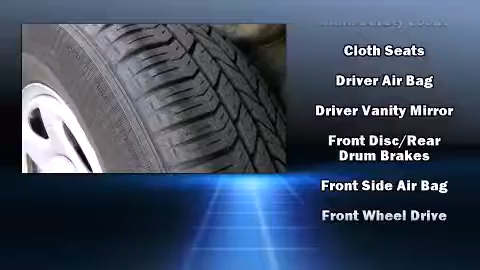 Cloth Seats
Driver Air Bag
Driver Vanity Mirror
Front Disc/Rear
Drum Brakes
Front Side Air Bag
Front Wheel Drive